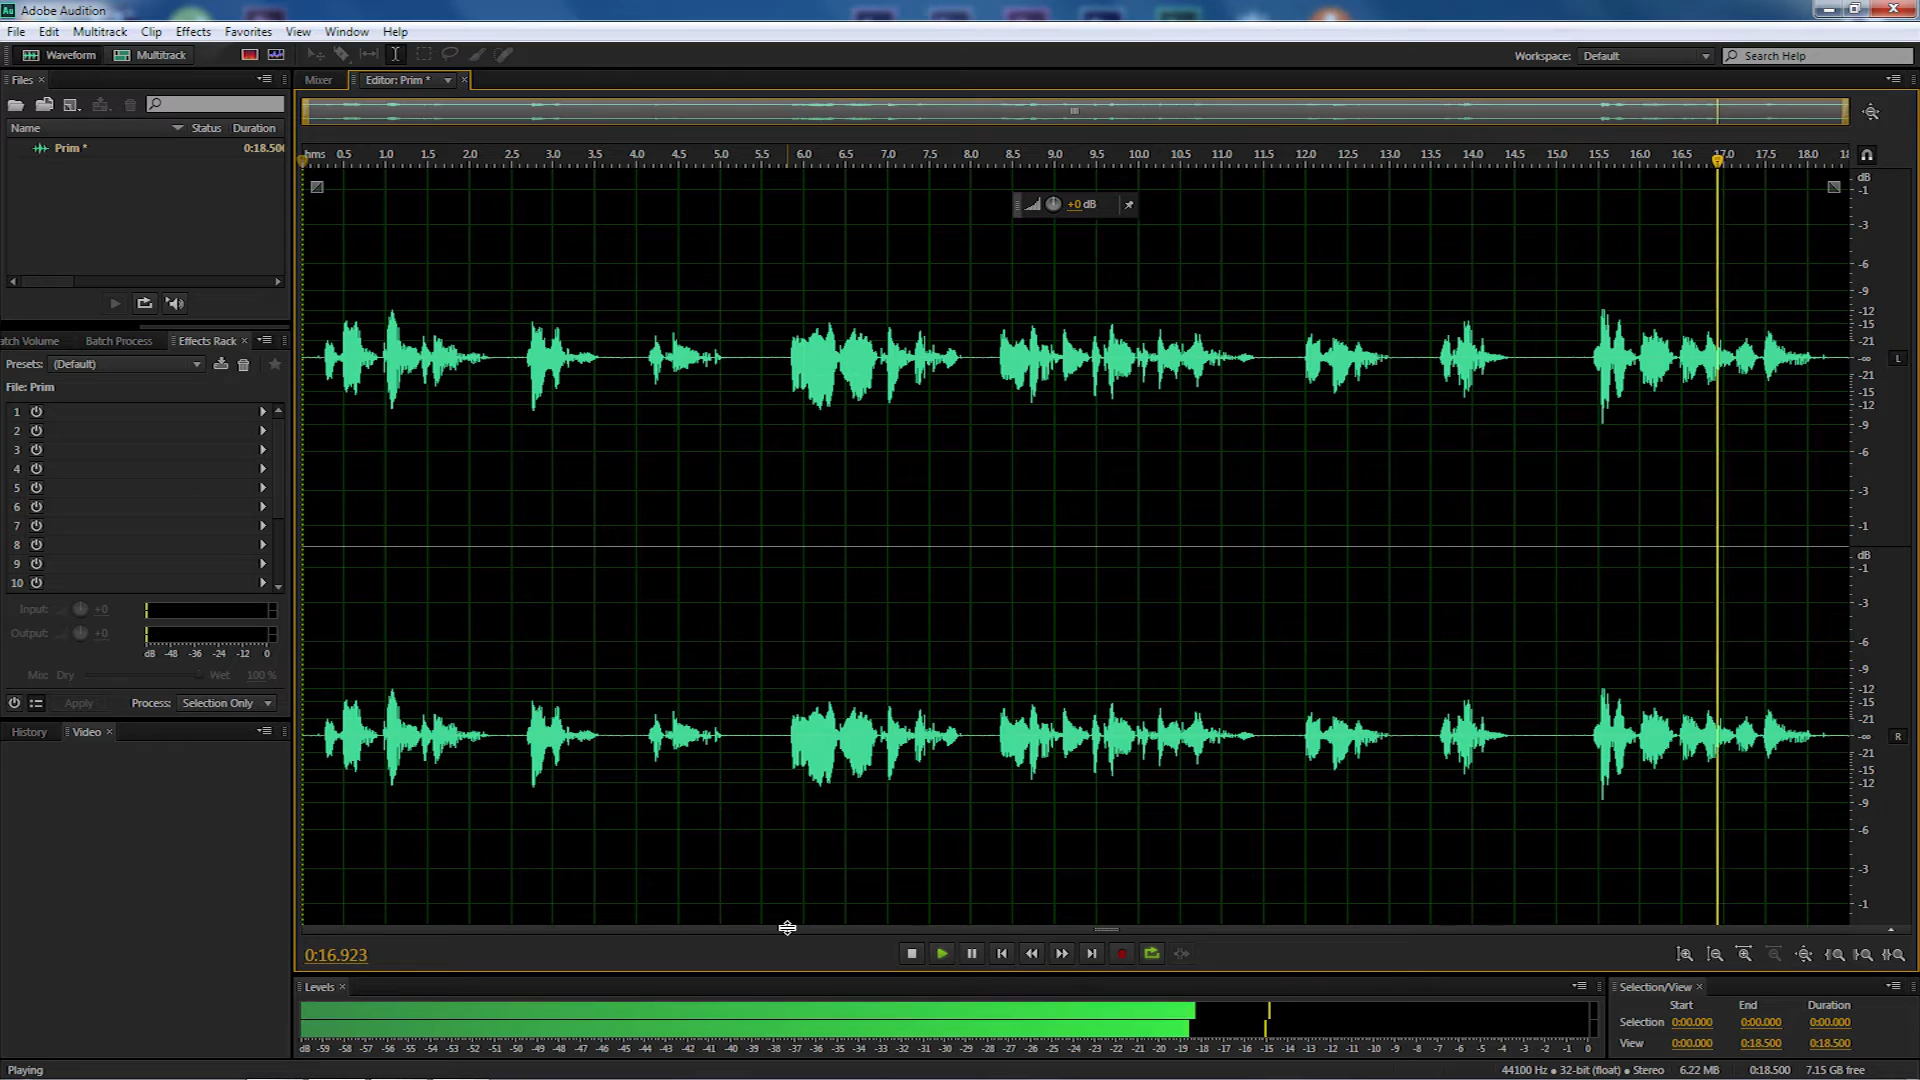 Au Adobe Audition
File Edit Multitrack Clip Effects Favorites View Window Help
Waveform Multitrack Workspace: Default Search Help
Files × Mixer Editor: Prim * ×
Name Status Duration
Prim * 0:18.500
hms 0.5 1.0 1.5 2.0 2.5 3.0 3.5 4.0 4.5 5.0 5.5 6.0 6.5 7.0 7.5 8.0 8.5 9.0 9.5 10.0 10.5 11.0 11.5 12.0 12.5 13.0 13.5 14.0 14.5 15.0 15.5 16.0 16.5 17.0 17.5 18.0
+0 dB
dB
-1
-3
-6
-9
-12
-15
-21
-∞
L
-21
-15
-12
-9
-6
-3
-1
dB
-1
-3
-6
-9
-12
-15
-21
-∞
R
-21
-15
-12
-9
-6
-3
-1
atch Volume Batch Process Effects Rack ×
Presets: (Default)
File: Prim
1
2
3
4
5
6
7
8
9
10
Input: +0
Output: +0
dB -48 -36 -24 -12 0
Mix: Dry Wet 100 %
Apply Process: Selection Only
History Video ×
0:16.923
Levels ×
dB -59 -58 -57 -56 -55 -54 -53 -52 -51 -50 -49 -48 -47 -46 -45 -44 -43 -42 -41 -40 -39 -38 -37 -36 -35 -34 -33 -32 -31 -30 -29 -28 -27 -26 -25 -24 -23 -22 -21 -20 -19 -18 -17 -16 -15 -14 -13 -12 -11 -10 -9 -8 -7 -6 -5 -4 -3 -2 -1 0
Selection/View ×
Start End Duration
Selection 0:00.000 0:00.000 0:00.000
View 0:00.000 0:18.500 0:18.500
Playing 44100 Hz • 32-bit (float) • Stereo 6.22 MB 0:18.500 7.15 GB free